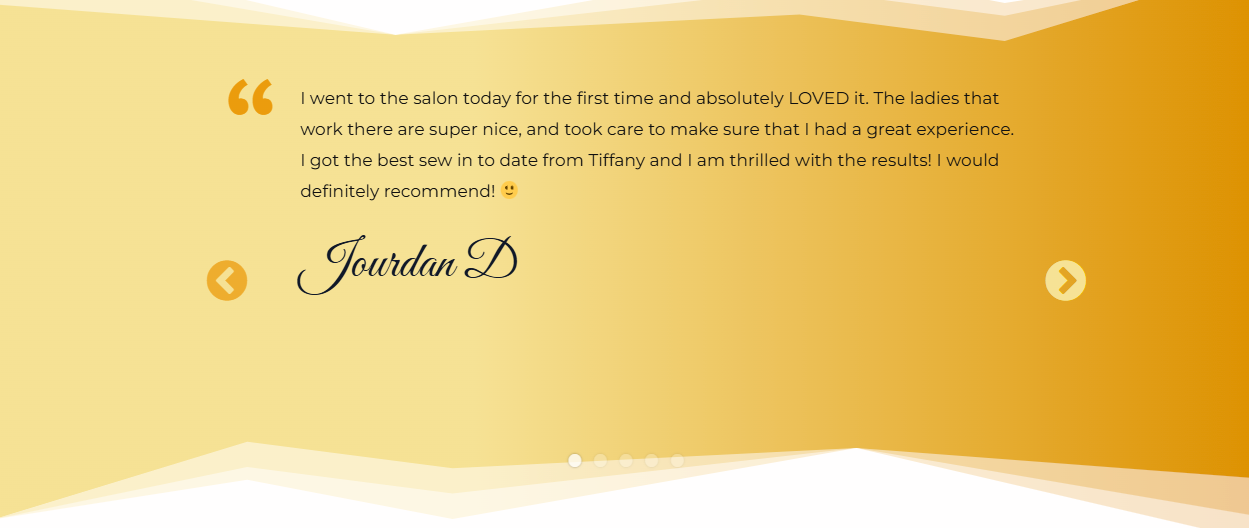 “
I went to the salon today for the first time and absolutely LOVED it. The ladies that
work there are super nice, and took care to make sure that I had a great experience.
I got the best sew in to date from Tiffany and I am thrilled with the results! I would
definitely recommend! 🙂
Jourdan D